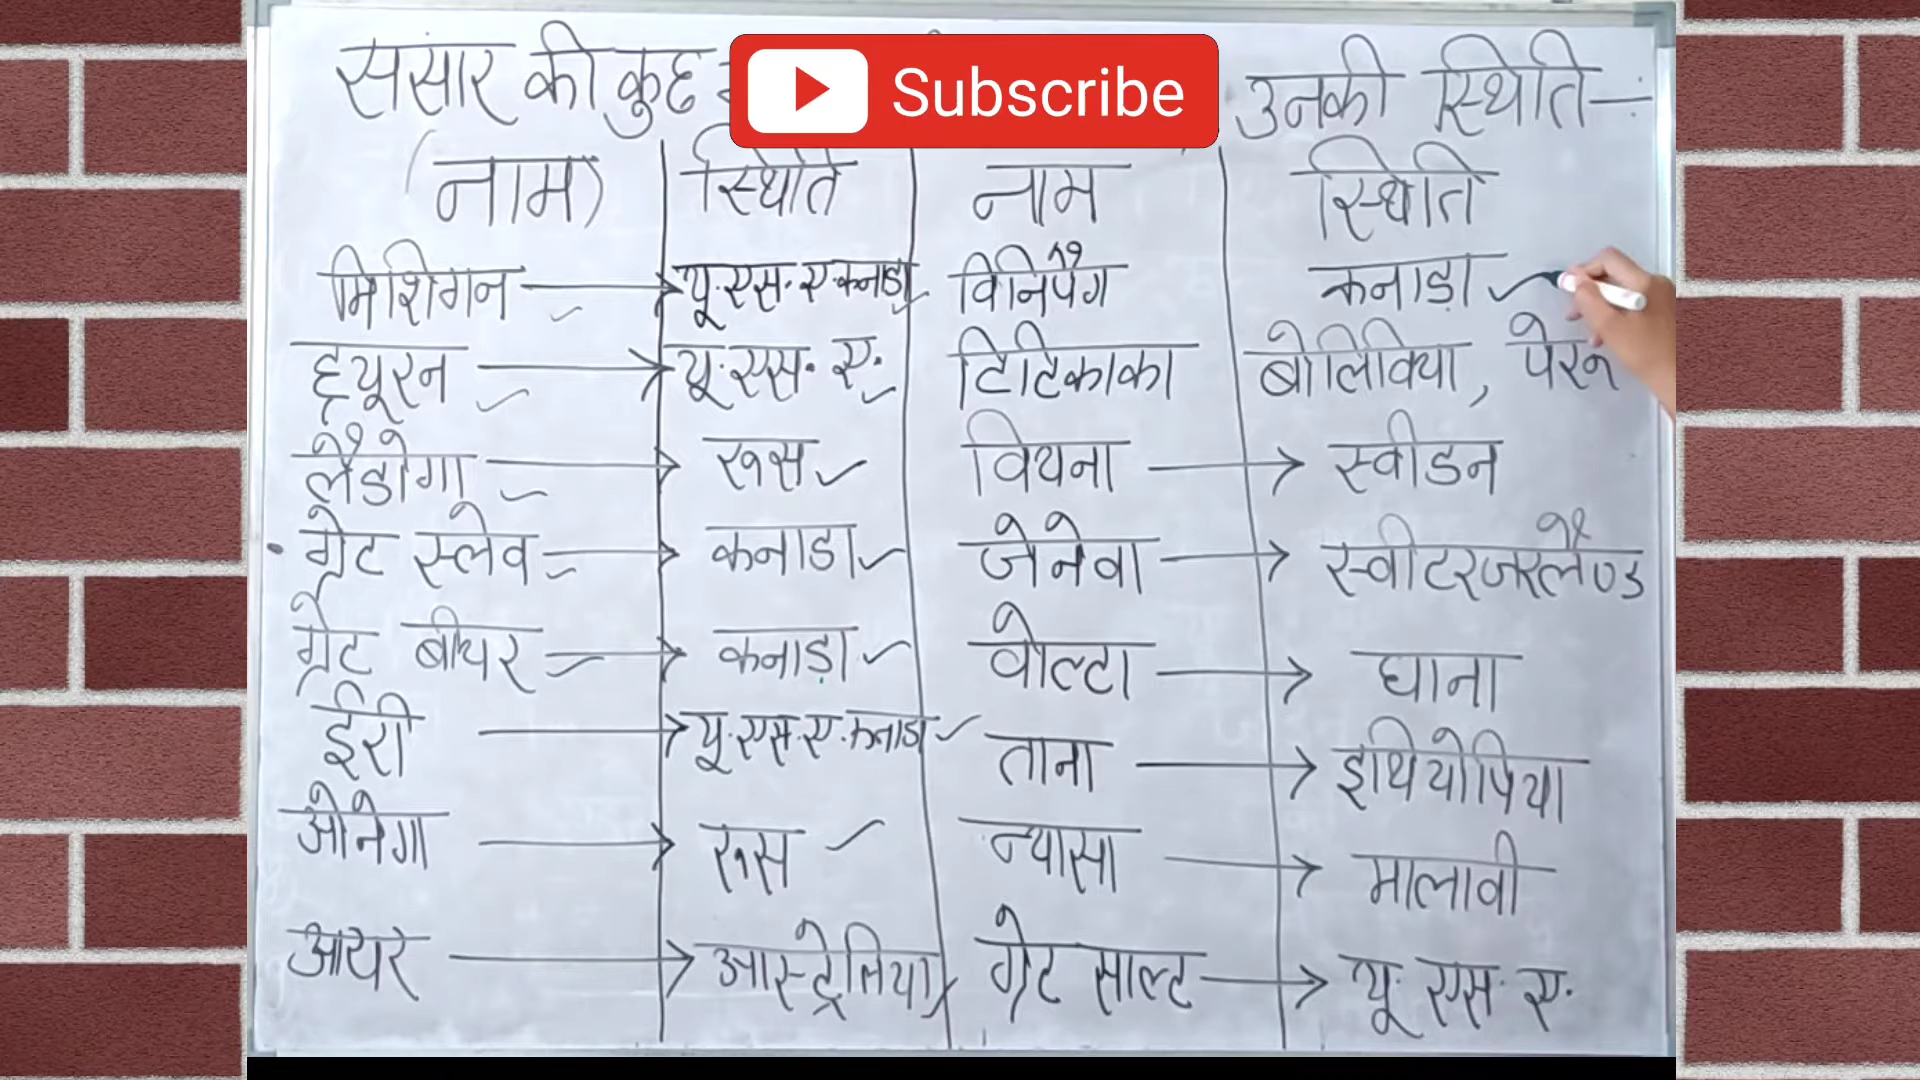 संसार की कुछ
Subscribe
उनकी स्थिति—
(नाम) स्थिति नाम स्थिति
मिशिगन → यू.एस.ए.कनाडा विनिपैग कनाड़ा
ह्यूरन → यू.एस.ए. टिटिकाका बोलिविया, पेरू
लैडोगा → रूस वियना → स्वीडन
ग्रेट स्लेव → कनाडा जेनेवा → स्वीटरजरलैण्ड
ग्रेट बीयर → कनाड़ा वोल्टा → घाना
ईरी → यू.एस.ए.कनाडा ताना → इथियोपिया
ओनेगा → रूस न्यासा → मालावी
आयर → आस्ट्रेलिया ग्रेट साल्ट → यू.एस.ए.